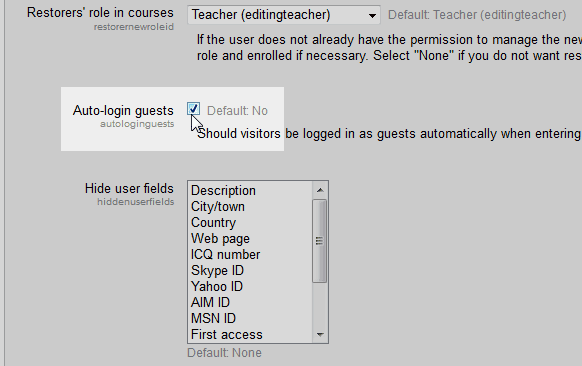 Restorers' role in courses
restorernewroleid
Teacher (editingteacher)
Default: Teacher (editingteacher)
If the user does not already have the permission to manage the new
role and enrolled if necessary. Select "None" if you do not want res
Auto-login guests
autologinguests
Default: No
Should visitors be logged in as guests automatically when entering
Hide user fields
hiddenuserfields
Description
City/town
Country
Web page
ICQ number
Skype ID
Yahoo ID
AIM ID
MSN ID
First access
Default: None